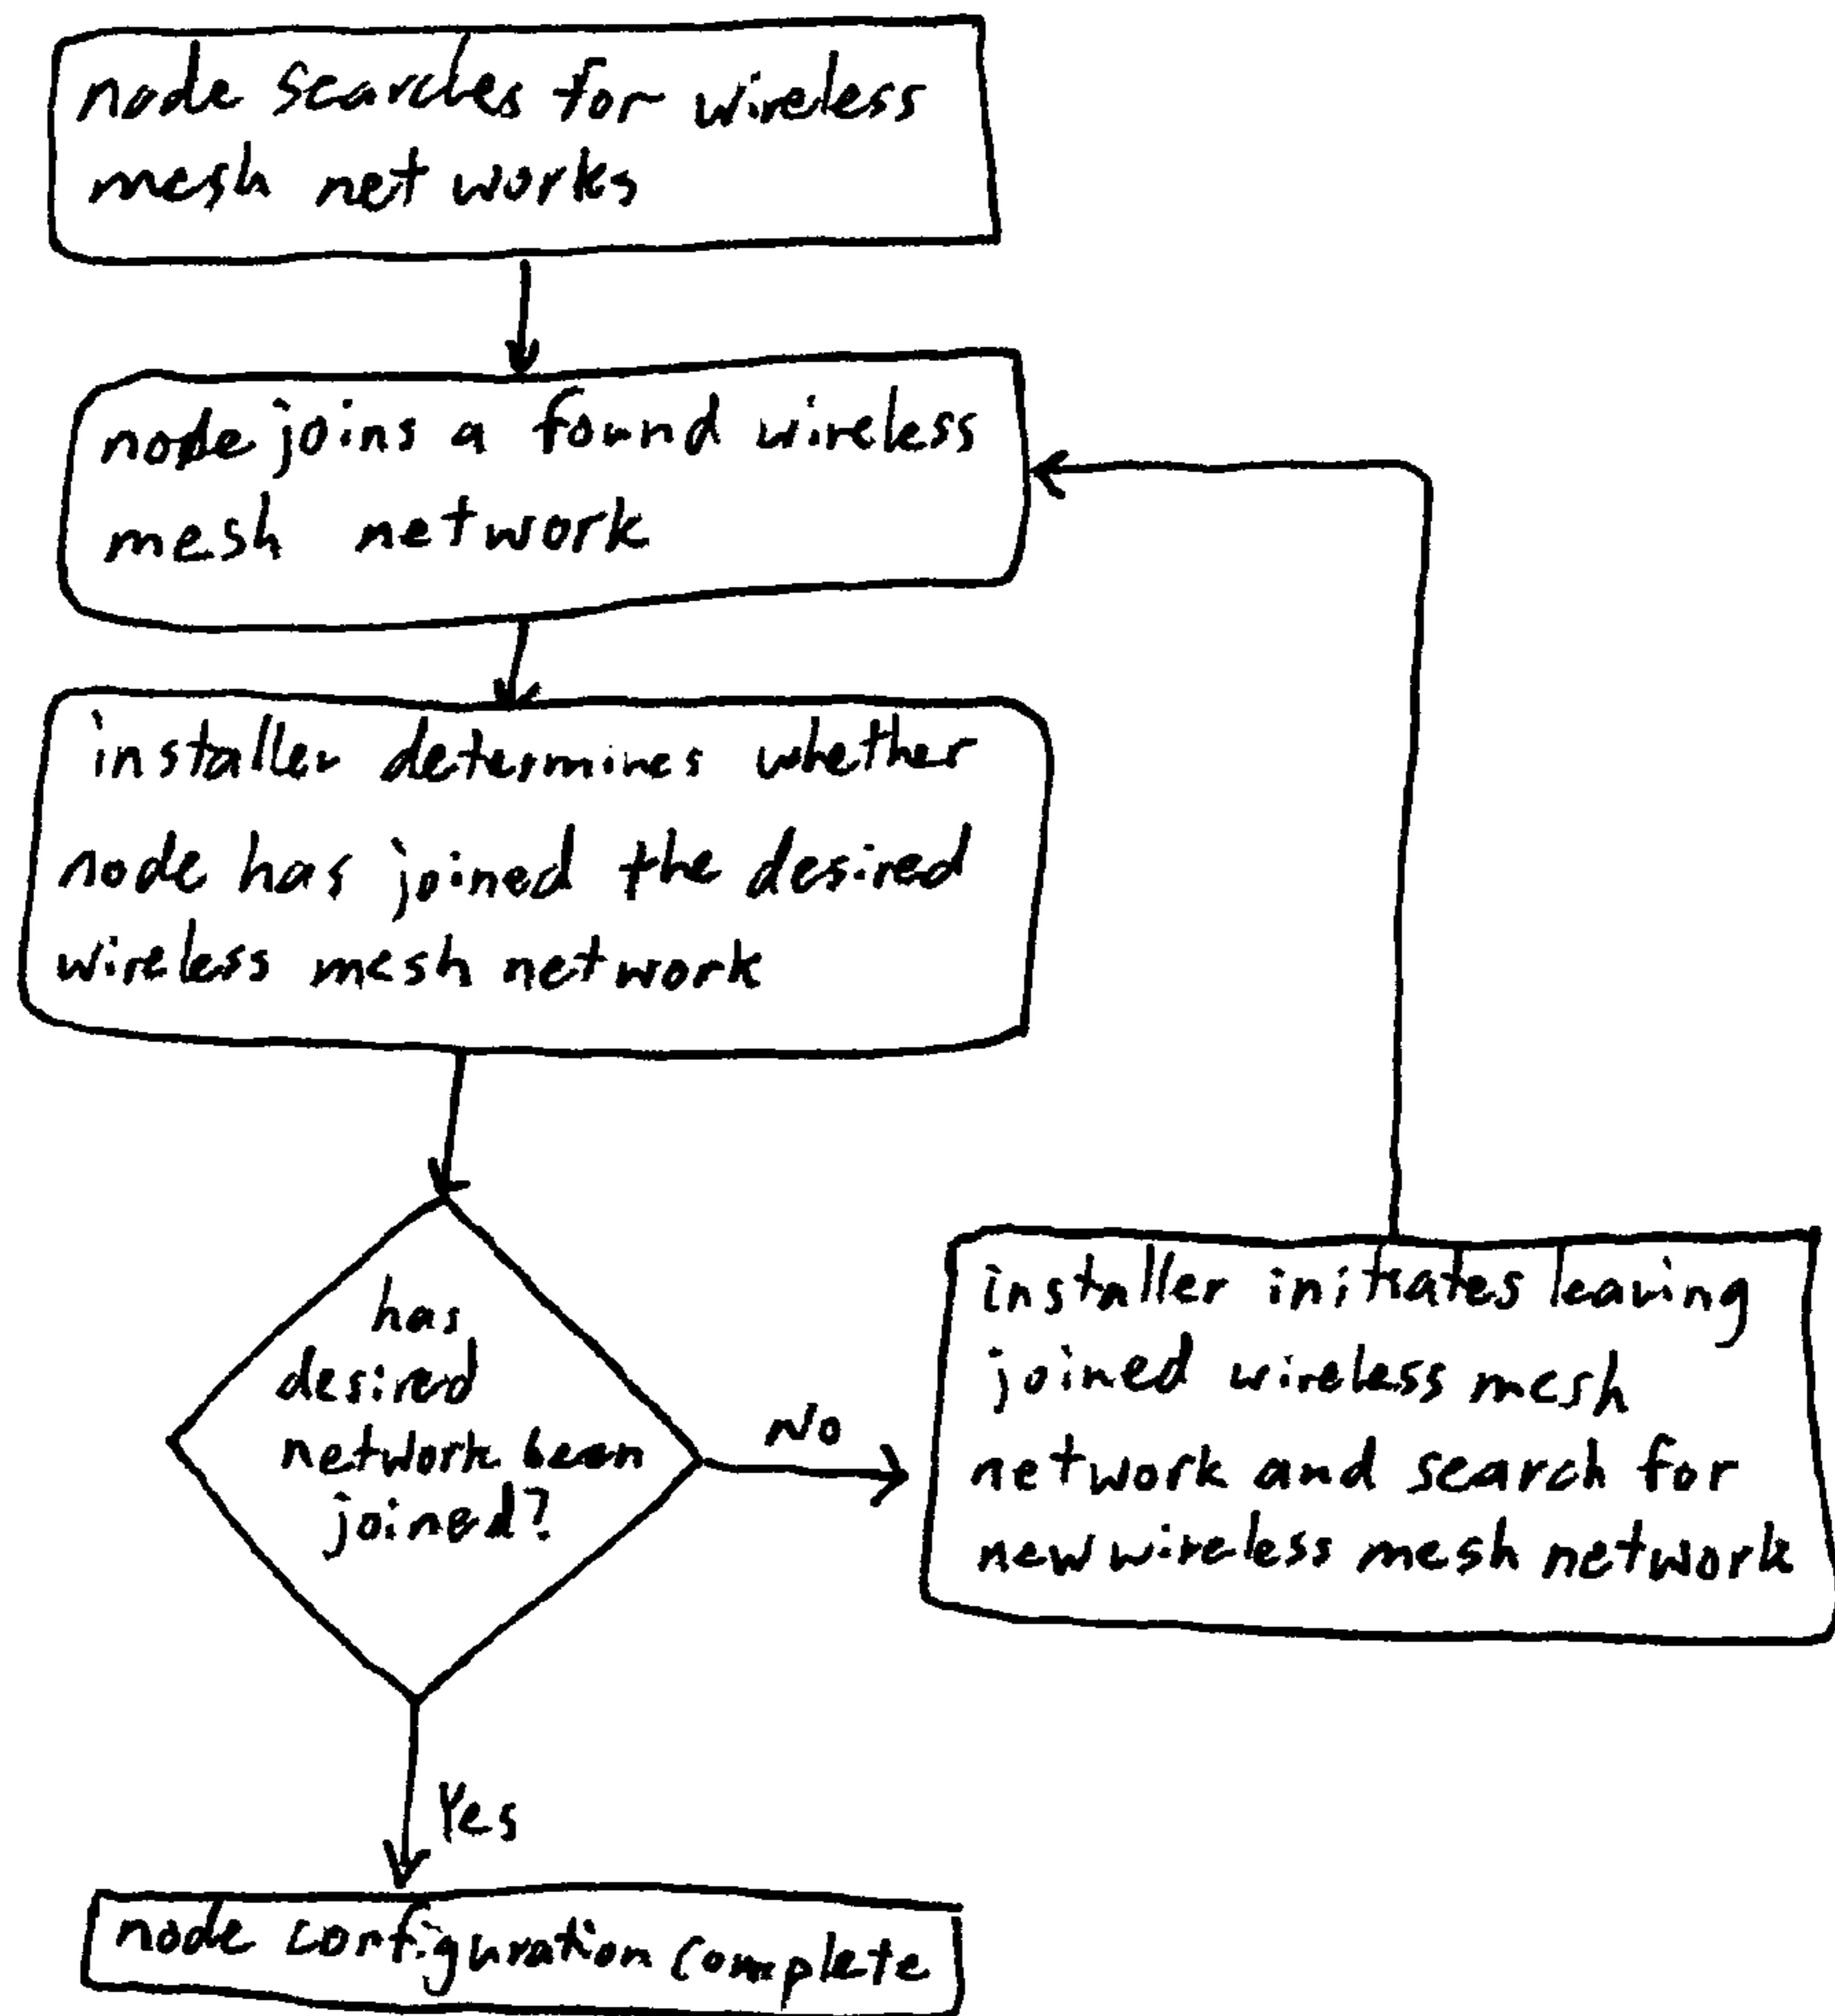 node searches for wireless
mesh networks
node joins a found wireless
mesh network
installer determines whether
node has joined the desired
wireless mesh network
has
desired
network been
joined?
No
installer initiates leaving
joined wireless mesh
network and search for
new wireless mesh network
Yes
node configuration complete